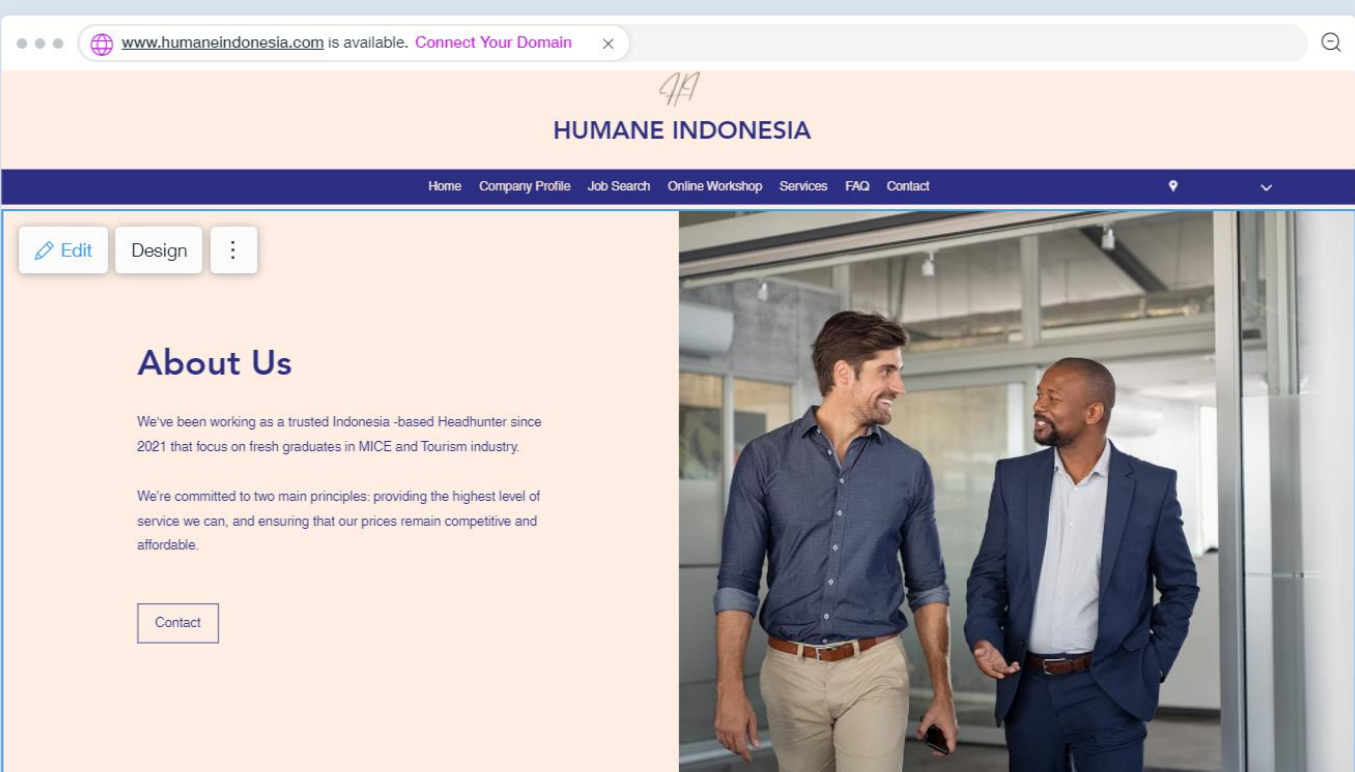 www.humaneindonesia.com is available. Connect Your Domain
HUMANE INDONESIA
Home Company Profile Job Search Online Workshop Services FAQ Contact
Edit Design
About Us
We've been working as a trusted Indonesia -based Headhunter since
2021 that focus on fresh graduates in MICE and Tourism industry.
We're committed to two main principles: providing the highest level of
service we can, and ensuring that our prices remain competitive and
affordable.
Contact